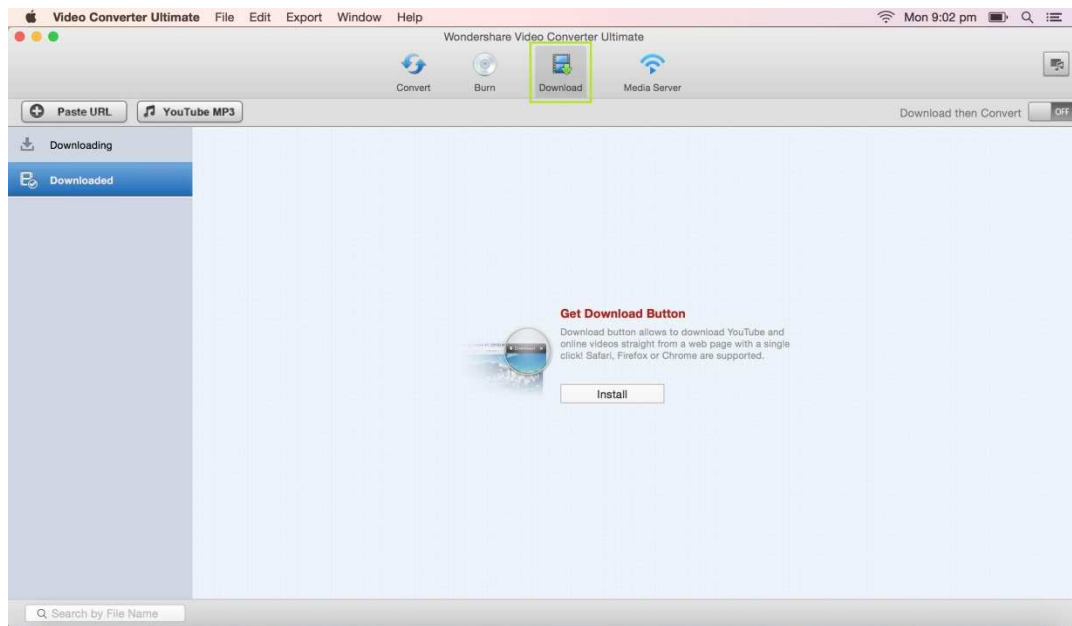 Video Converter Ultimate File Edit Export Window Help Mon 9:02 pm
Wondershare Video Converter Ultimate
Convert Burn Download Media Server
Paste URL YouTube MP3 Download then Convert OFF
Downloading
Downloaded
Get Download Button
Download button allows to download YouTube and
online videos straight from a web page with a single
click! Safari, Firefox or Chrome are supported.
Install
Search by File Name